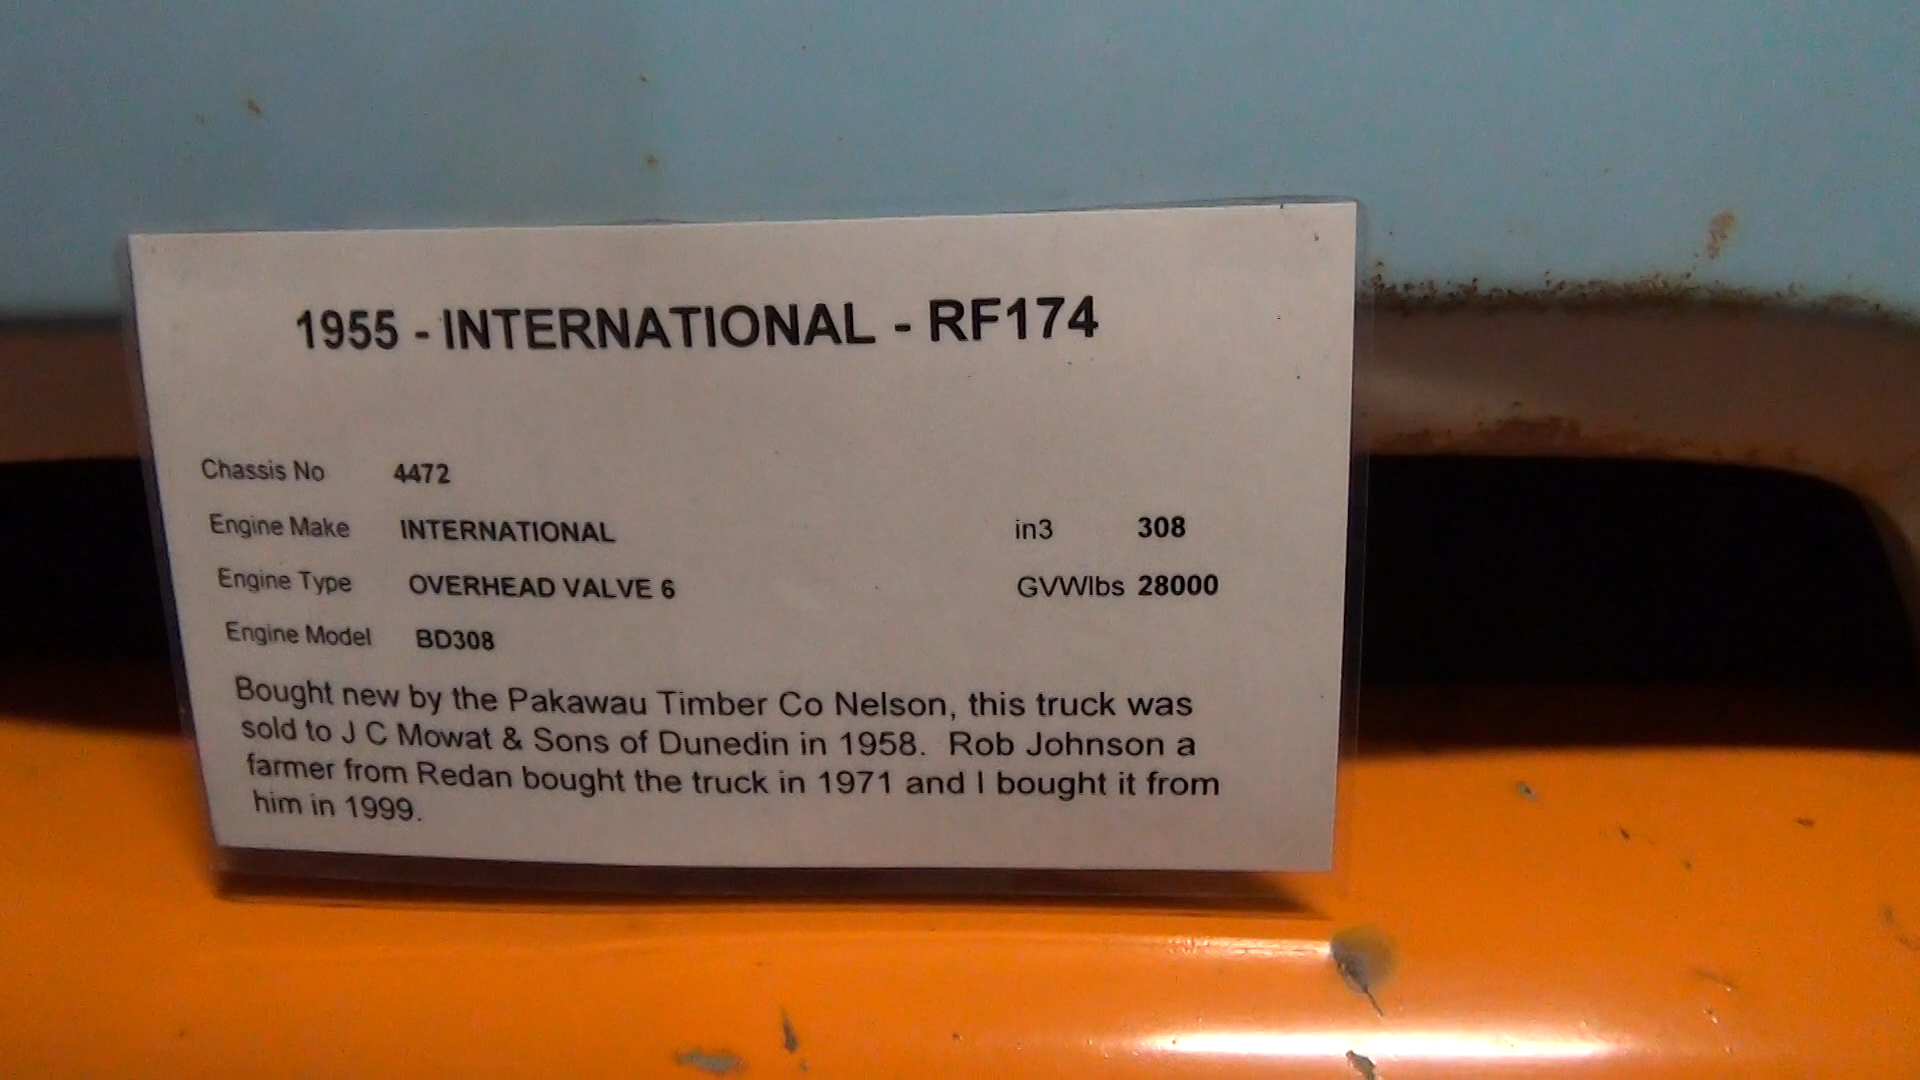 1955 - INTERNATIONAL - RF174
Chassis No 4472
Engine Make INTERNATIONAL in3 308
Engine Type OVERHEAD VALVE 6 GVWlbs 28000
Engine Model BD308
Bought new by the Pakawau Timber Co Nelson, this truck was
sold to J C Mowat & Sons of Dunedin in 1958. Rob Johnson a
farmer from Redan bought the truck in 1971 and I bought it from
him in 1999.